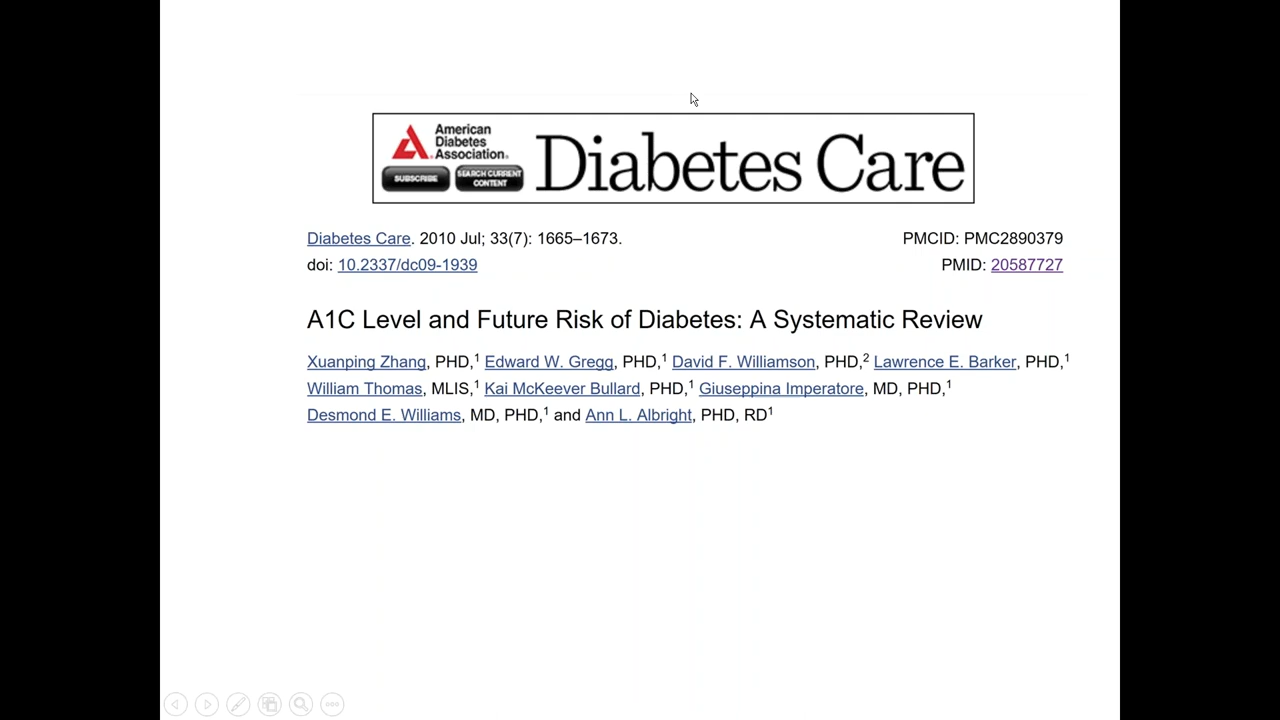 American
Diabetes
Association®
SUBSCRIBE
SEARCH CURRENT
CONTENT
Diabetes Care
Diabetes Care. 2010 Jul; 33(7): 1665–1673.
PMCID: PMC2890379
doi: 10.2337/dc09-1939
PMID: 20587727
A1C Level and Future Risk of Diabetes: A Systematic Review
Xuanping Zhang, PHD,1 Edward W. Gregg, PHD,1 David F. Williamson, PHD,2 Lawrence E. Barker, PHD,1
William Thomas, MLIS,1 Kai McKeever Bullard, PHD,1 Giuseppina Imperatore, MD, PHD,1
Desmond E. Williams, MD, PHD,1 and Ann L. Albright, PHD, RD1